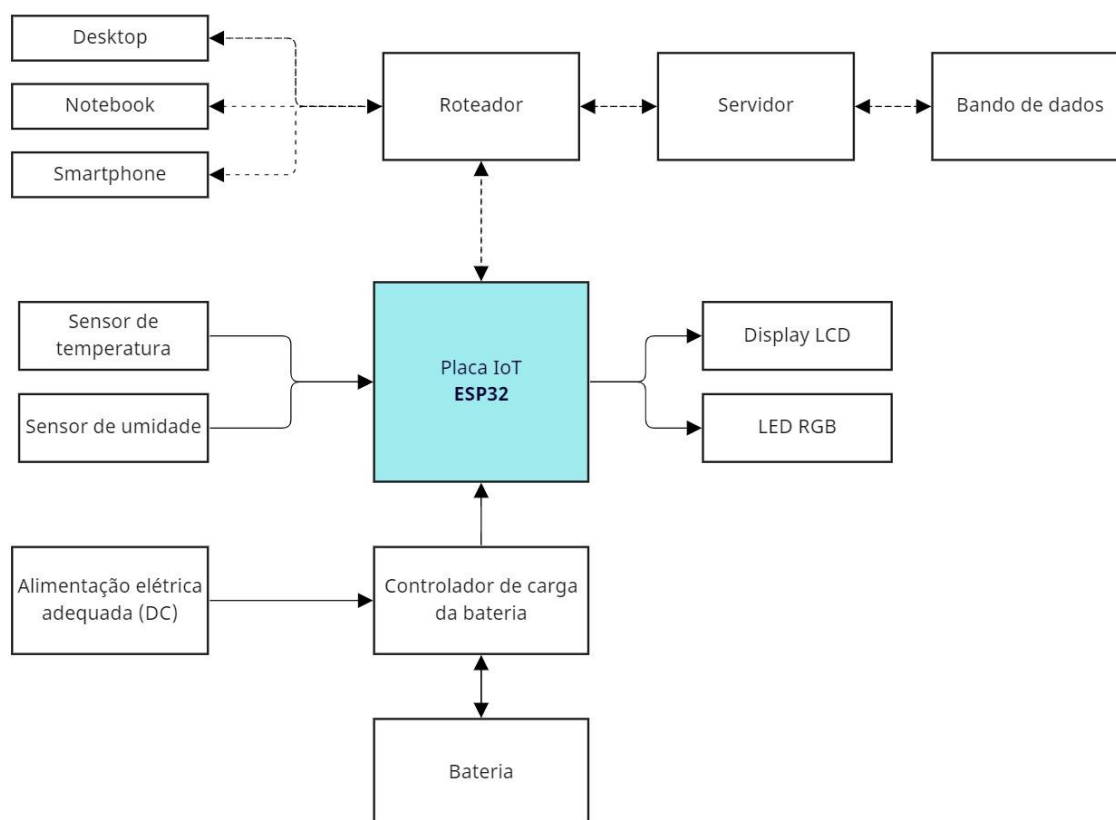 Desktop
Notebook
Smartphone
Roteador
Servidor
Bando de dados
Sensor de
temperatura
Sensor de umidade
Placa IoT
ESP32
Display LCD
LED RGB
Alimentação elétrica
adequada (DC)
Controlador de carga
da bateria
Bateria